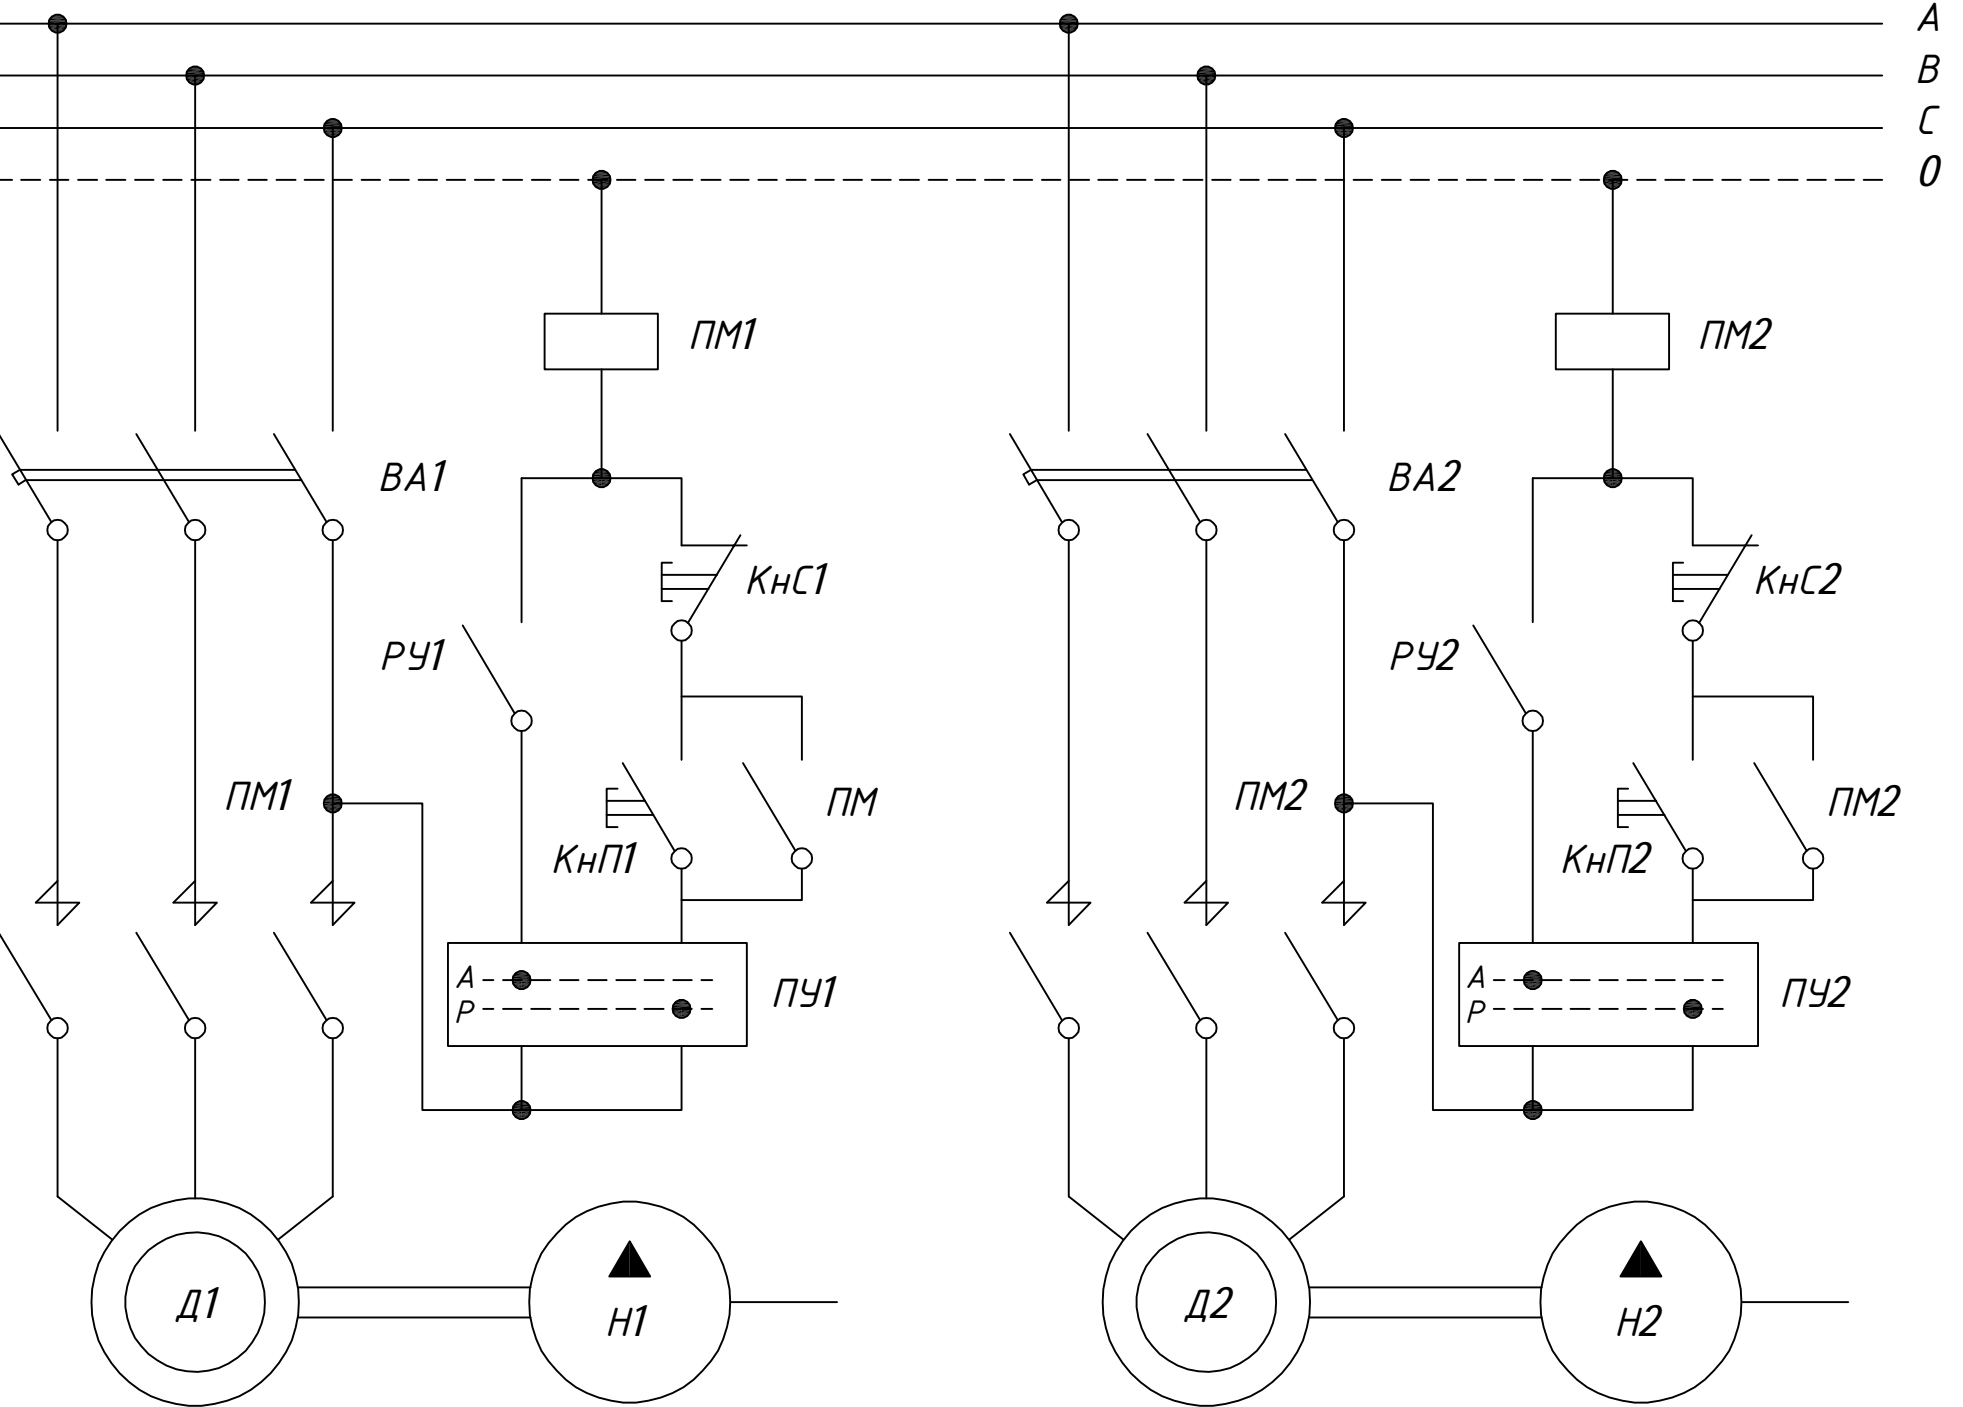 А
В
С
0
ПМ1
ПМ2
ВА1
ВА2
КнС1
КнС2
РУ1
РУ2
ПМ1
ПМ
ПМ2
ПМ2
КнП1
КнП2
А
Р
ПУ1
А
Р
ПУ2
Д1
Н1
Д2
Н2